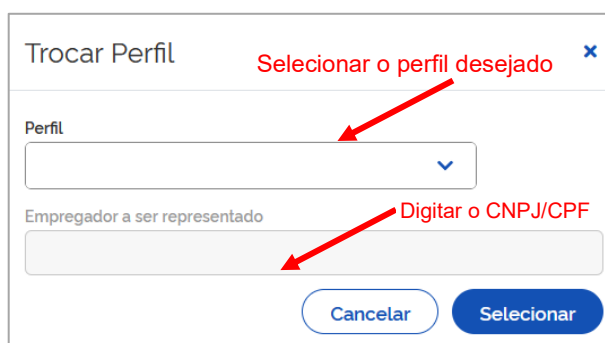 Trocar Perfil
Selecionar o perfil desejado
Perfil
Empregador a ser representado
Digitar o CNPJ/CPF
Cancelar
Selecionar